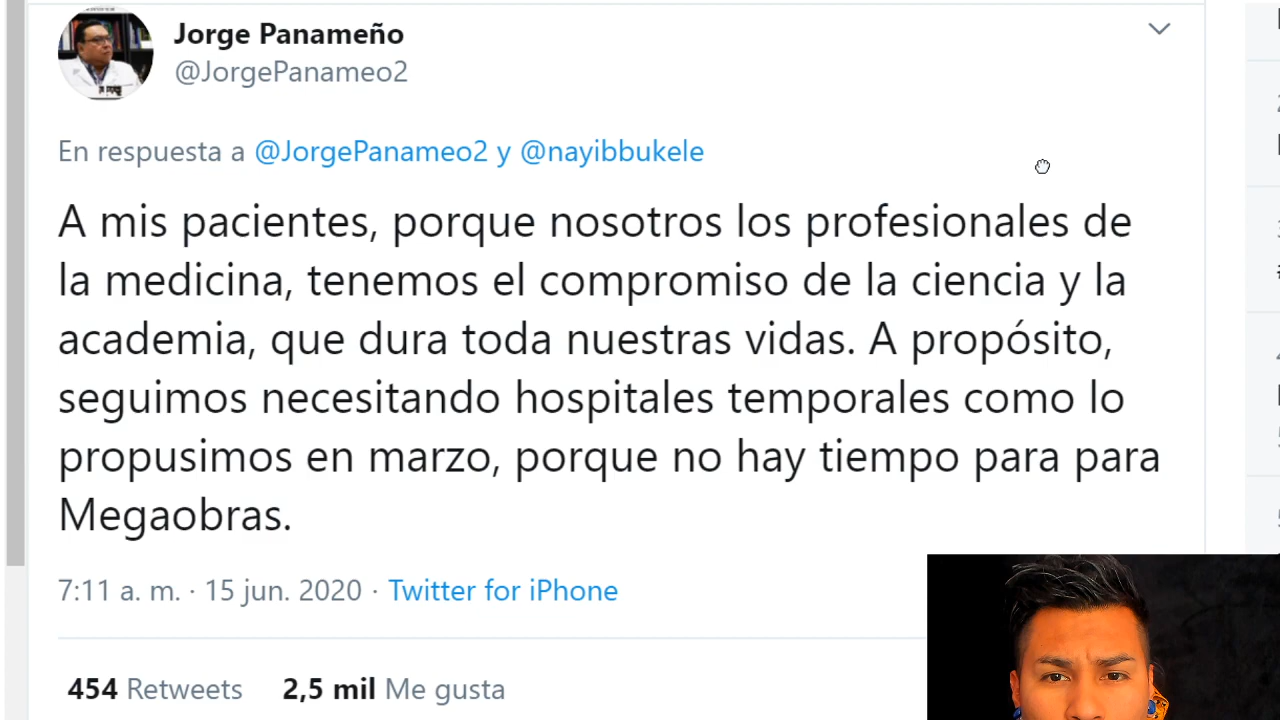 Jorge Panameño
@JorgePanameo2
En respuesta a @JorgePanameo2 y @nayibbukele
A mis pacientes, porque nosotros los profesionales de
la medicina, tenemos el compromiso de la ciencia y la
academia, que dura toda nuestras vidas. A propósito,
seguimos necesitando hospitales temporales como lo
propusimos en marzo, porque no hay tiempo para para
Megaobras.
7:11 a. m. · 15 jun. 2020 · Twitter for iPhone
454 Retweets 2,5 mil Me gusta